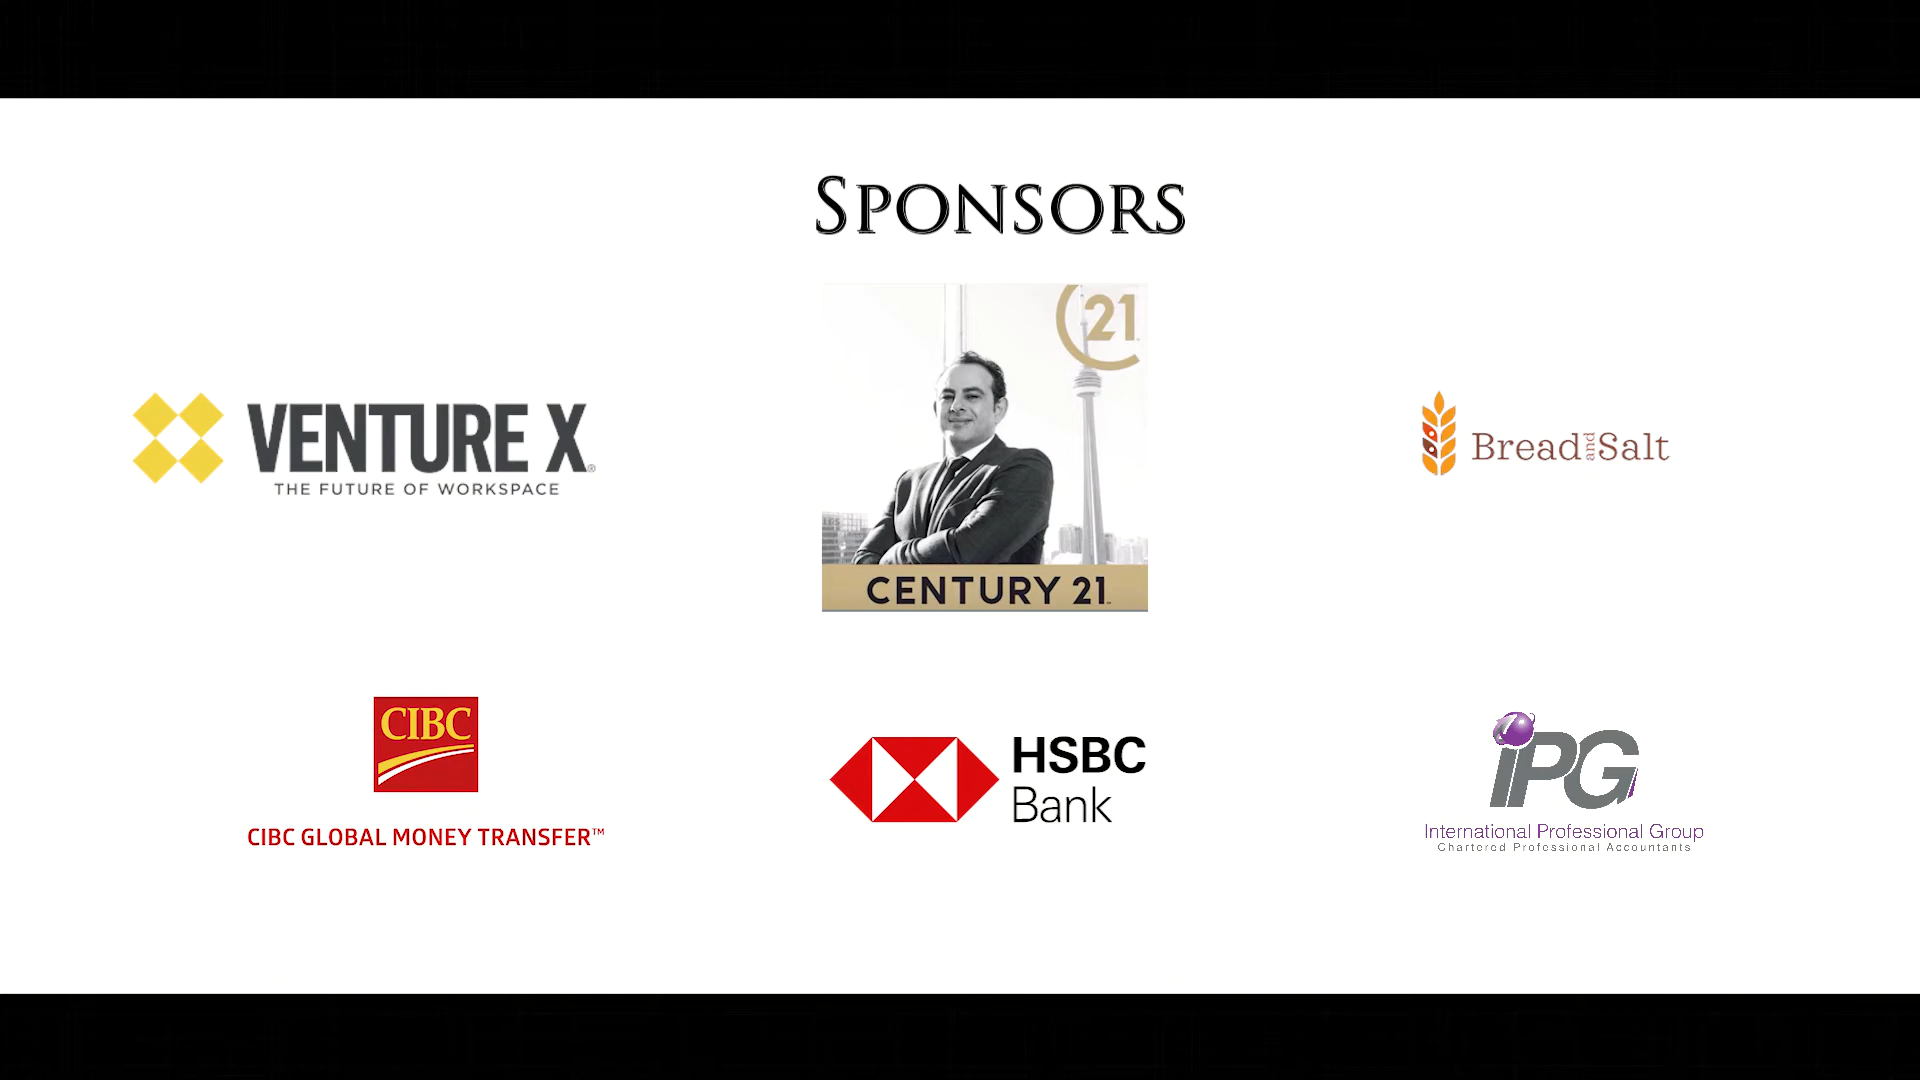 SPONSORS
21
VENTURE X®
THE FUTURE OF WORKSPACE
Bread and Salt
CENTURY 21
CIBC
CIBC GLOBAL MONEY TRANSFER™
HSBC
Bank
iPG
International Professional Group
Chartered Professional Accountants